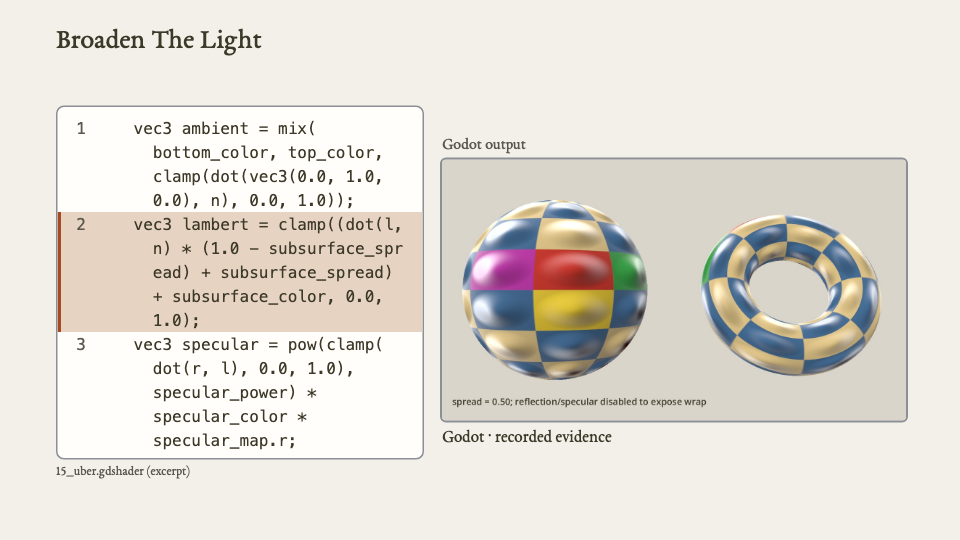 Broaden The Light
1 vec3 ambient = mix(
bottom_color, top_color,
clamp(dot(vec3(0.0, 1.0,
0.0), n), 0.0, 1.0));
2 vec3 lambert = clamp((dot(l,
n) * (1.0 - subsurface_spr
ead) + subsurface_spread)
+ subsurface_color, 0.0,
1.0);
3 vec3 specular = pow(clamp(
dot(r, l), 0.0, 1.0),
specular_power) *
specular_color *
specular_map.r;
15_uber.gdshader (excerpt)
Godot output
spread = 0.50; reflection/specular disabled to expose wrap
Godot · recorded evidence